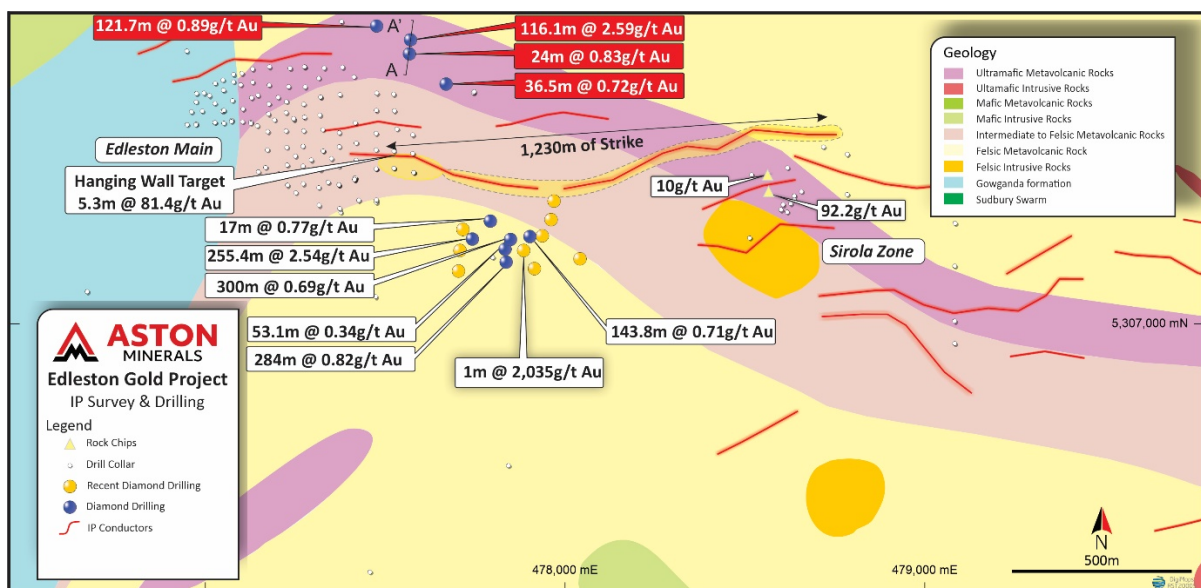 121.7m @ 0.89g/t Au
A'
116.1m @ 2.59g/t Au
24m @ 0.83g/t Au
A
36.5m @ 0.72g/t Au
Edleston Main
1,230m of Strike
Hanging Wall Target
5.3m @ 81.4g/t Au
10g/t Au
92.2g/t Au
17m @ 0.77g/t Au
255.4m @ 2.54g/t Au
300m @ 0.69g/t Au
Sirola Zone
53.1m @ 0.34g/t Au
284m @ 0.82g/t Au
143.8m @ 0.71g/t Au
1m @ 2,035g/t Au
5,307,000 mN
Geology
Ultramafic Metavolcanic Rocks
Ultamafic Intrusive Rocks
Mafic Metavolcanic Rocks
Mafic Intrusive Rocks
Intermediate to Felsic Metavolcanic Rocks
Felsic Metavolcanic Rock
Felsic Intrusive Rocks
Gowganda formation
Sudbury Swarm
ASTON
MINERALS
Edleston Gold Project
IP Survey & Drilling
Legend
Rock Chips
Drill Collar
Recent Diamond Drilling
Diamond Drilling
IP Conductors
478,000 mE
479,000 mE
N
500m